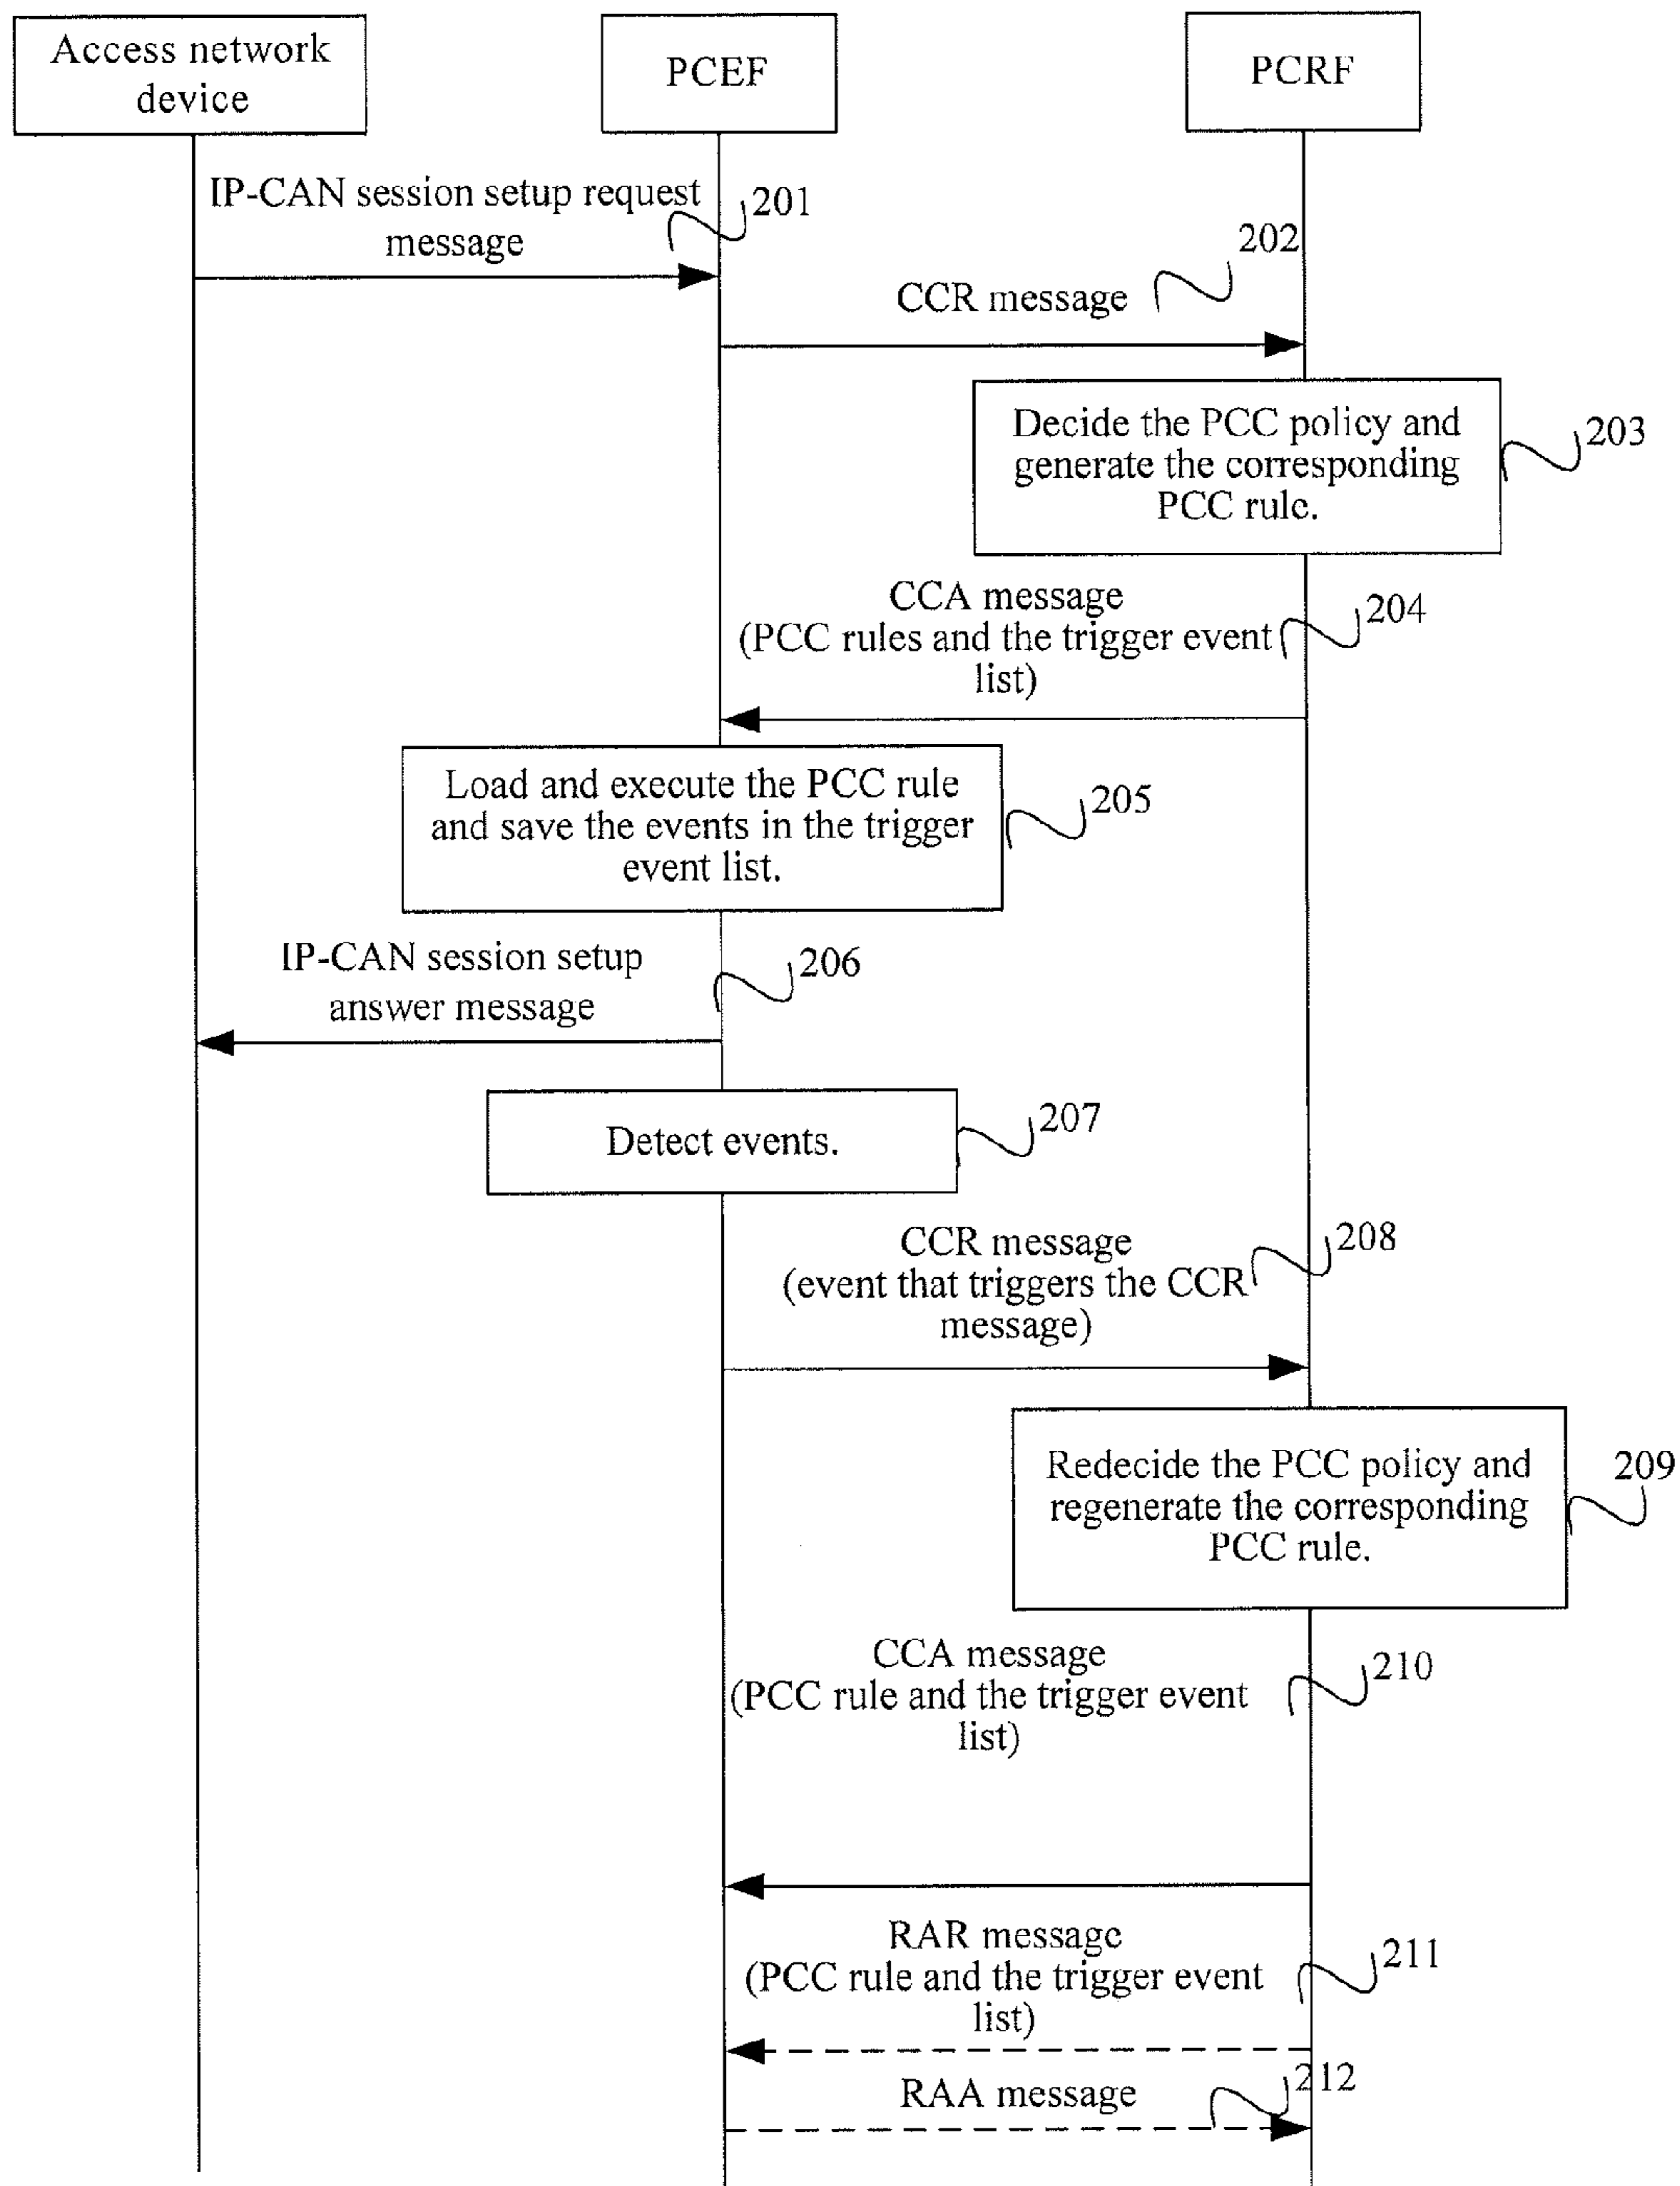 Access network
device
PCEF
PCRF
IP-CAN session setup request
message
201
202
CCR message
Decide the PCC policy and
generate the corresponding
PCC rule.
203
CCA message
(PCC rules and the trigger event
list)
204
Load and execute the PCC rule
and save the events in the trigger
event list.
205
IP-CAN session setup
answer message
206
Detect events.
207
CCR message
(event that triggers the CCR
message)
208
Redecide the PCC policy and
regenerate the corresponding
PCC rule.
209
CCA message
(PCC rule and the trigger event
list)
210
RAR message
(PCC rule and the trigger event
list)
211
RAA message
212